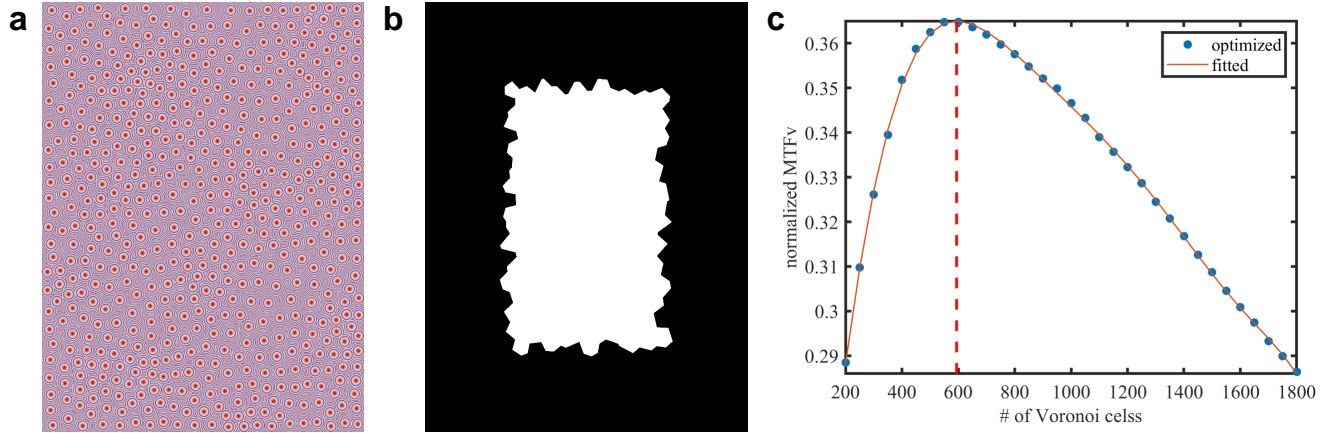 a
b
c
normalized MTFv
0.36
0.35
0.34
0.33
0.32
0.31
0.3
0.29
optimized
fitted
200 400 600 800 1000 1200 1400 1600 1800
# of Voronoi celss